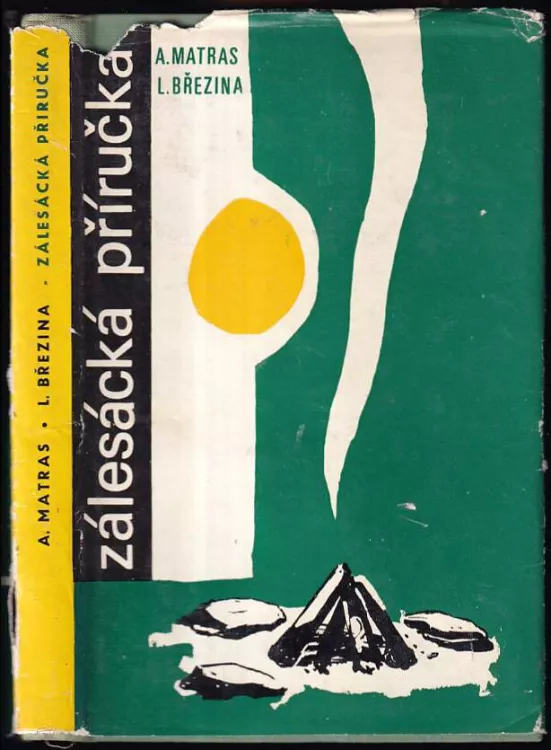 A. MATRAS • L. BŘEZINA - ZÁLESÁCKÁ PŘÍRUČKA
zálesácká příručka
A.MATRAS
L.BŘEZINA